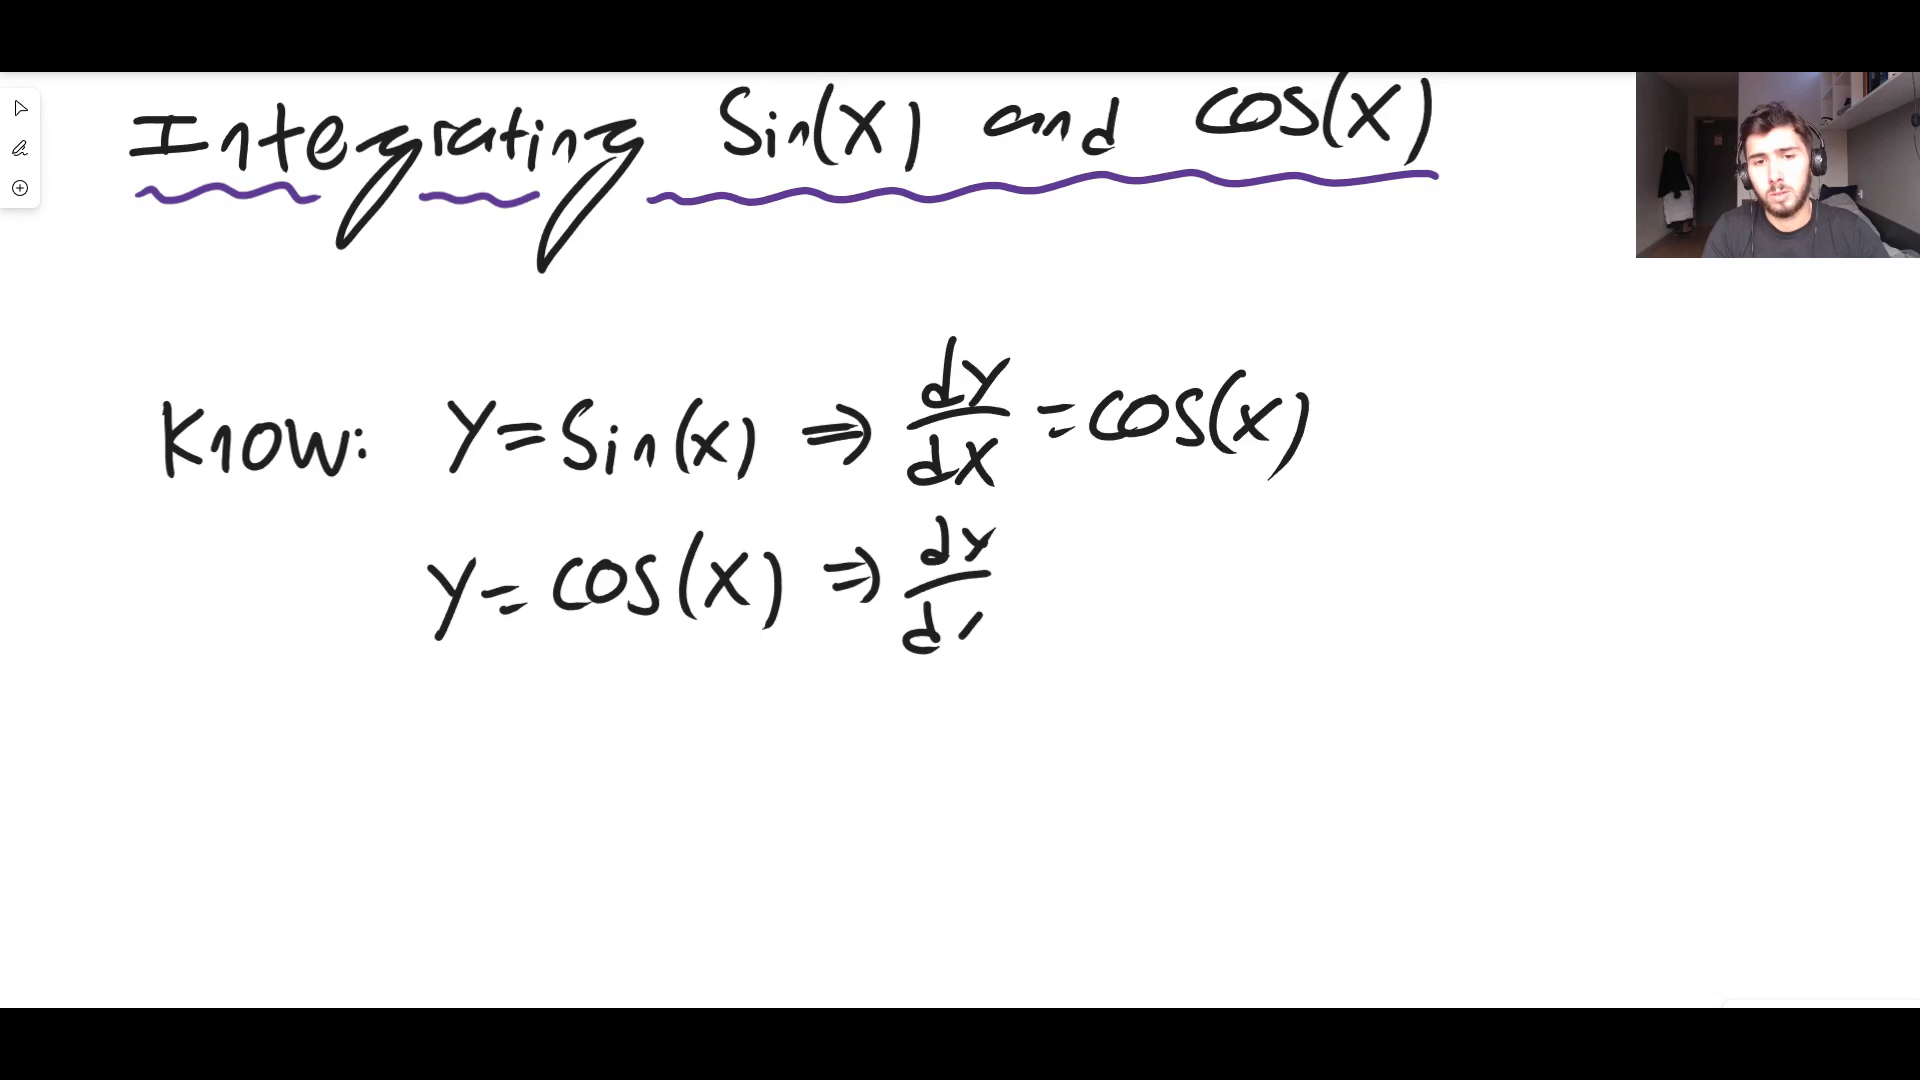 Integrating Sin(x) and cos(x)
Know: y = Sin(x) ⇒ dy/dx = cos(x)
y = cos(x) ⇒ dy/d